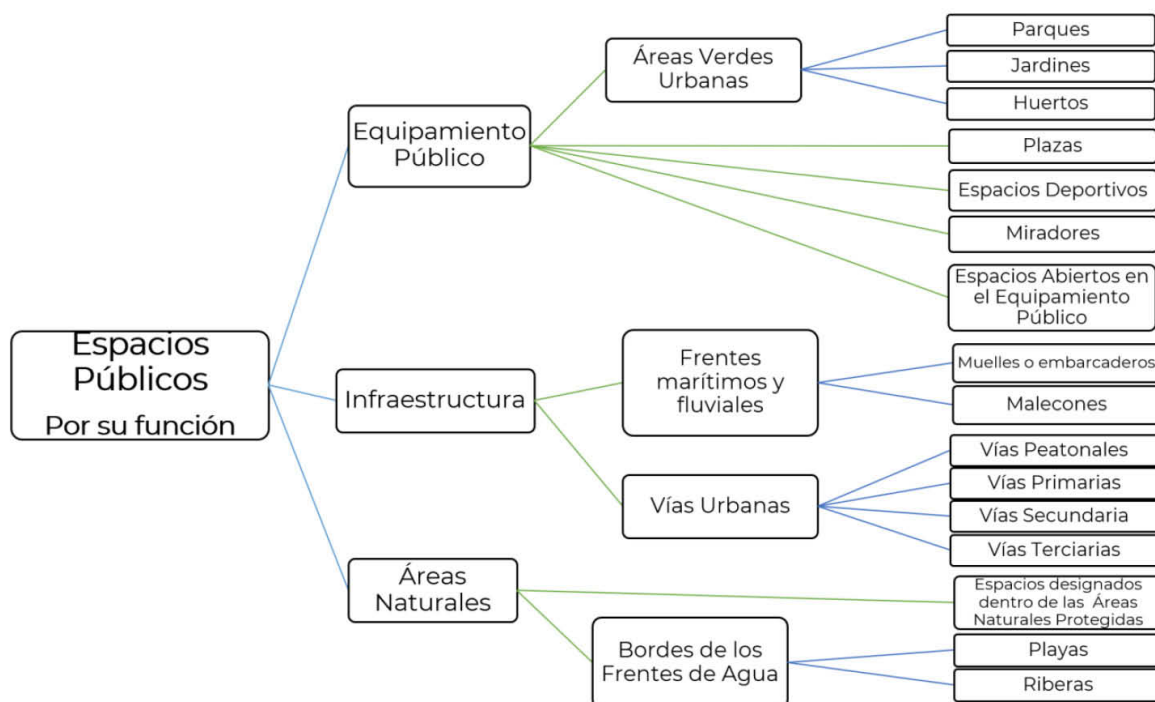 Espacios
Públicos
Por su función
Equipamiento
Público
Áreas Verdes
Urbanas
Parques
Jardines
Huertos
Plazas
Espacios Deportivos
Miradores
Espacios Abiertos en
el Equipamiento
Público
Infraestructura
Frentes
marítimos y
fluviales
Muelles o embarcaderos
Malecones
Vías Urbanas
Vías Peatonales
Vías Primarias
Vías Secundaria
Vías Terciarias
Áreas
Naturales
Espacios designados
dentro de las Áreas
Naturales Protegidas
Bordes de los
Frentes de Agua
Playas
Riberas